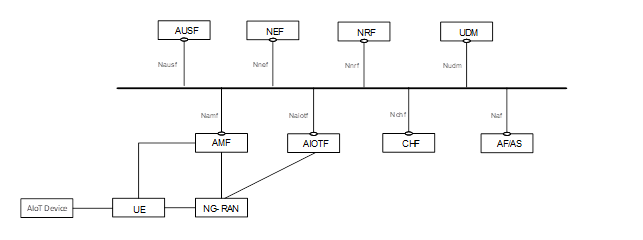 AUSF
NEF
NRF
UDM
Nausf
Nnef
Nnrf
Nudm
Namf
Naiotf
Nchf
Naf
AMF
AIOTF
CHF
AF/AS
AIoT Device
UE
NG-RAN